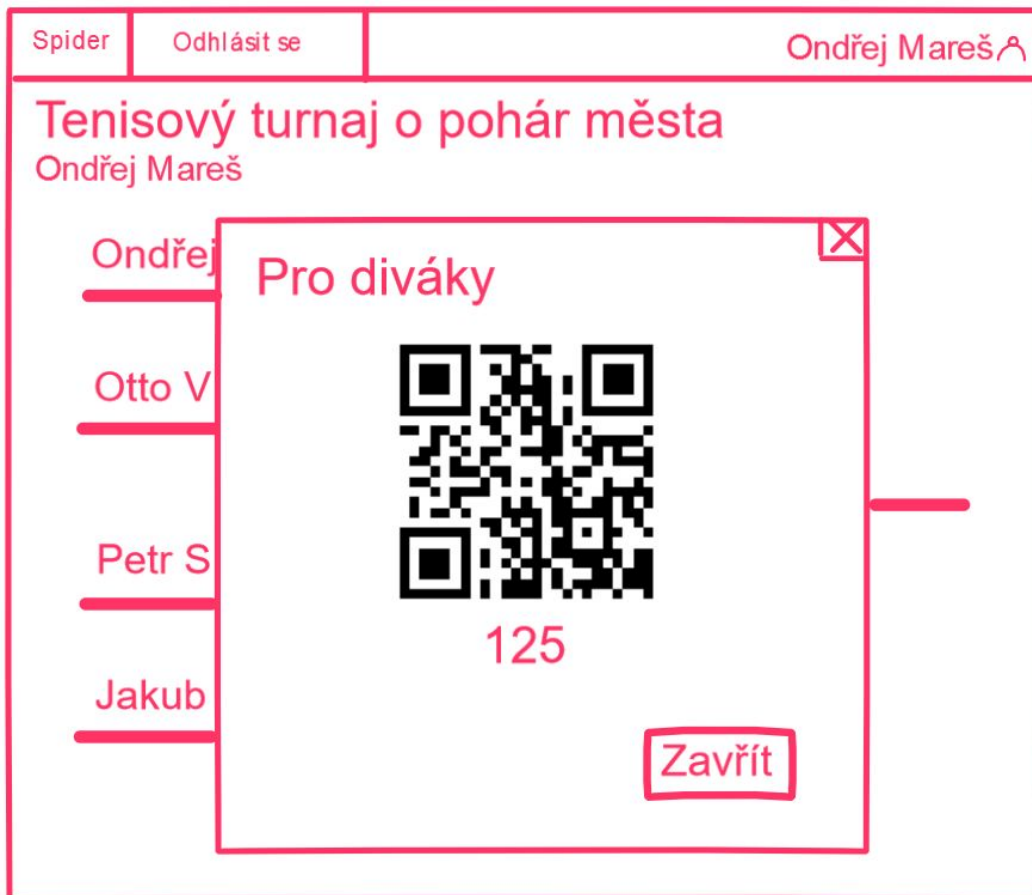 Spider Odhlásit se Ondřej Mareš
Tenisový turnaj o pohár města
Ondřej Mareš
Ondřej
Pro diváky
Otto V
Petr S
125
Jakub
Zavřít